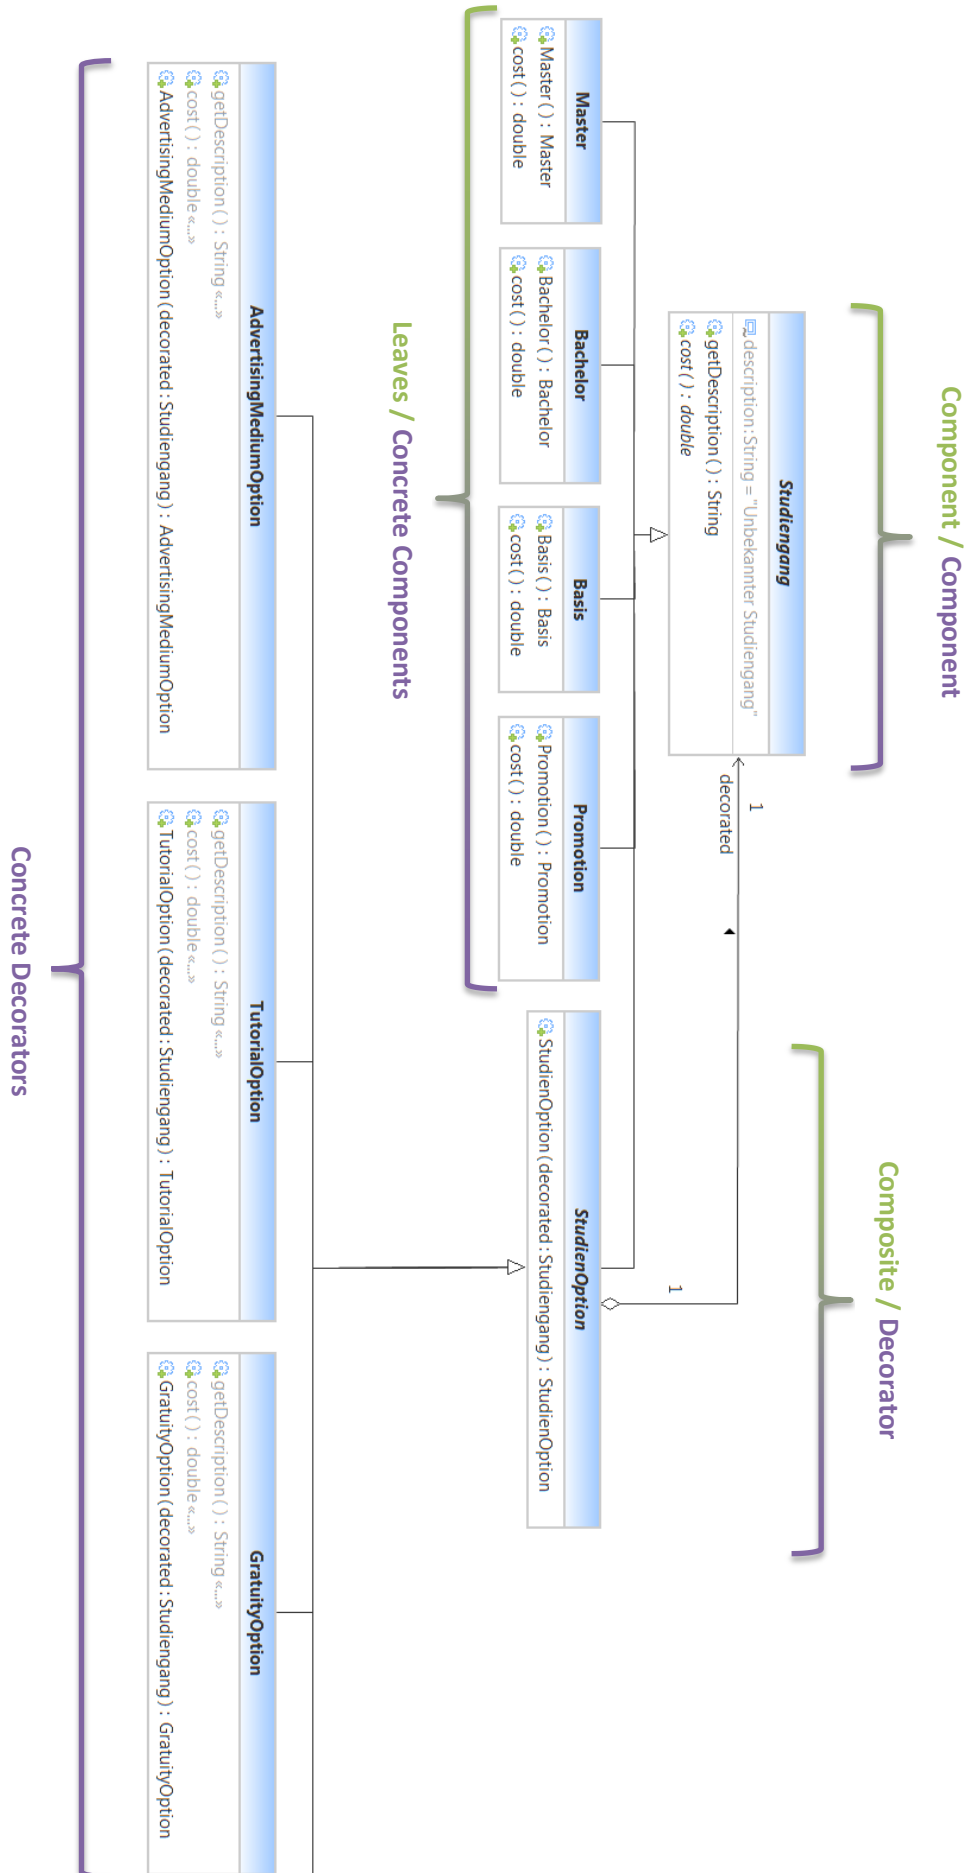 Component / Component
Composite / Decorator
Studiengang
description:String = "Unbekannter Studiengang"
getDescription() : String
cost() : double
1
decorated
1
Master
Master() : Master
cost() : double
Bachelor
Bachelor() : Bachelor
cost() : double
Basis
Basis() : Basis
cost() : double
Promotion
Promotion() : Promotion
cost() : double
StudienOption
StudienOption(decorated : Studiengang) : StudienOption
Leaves / Concrete Components
AdvertisingMediumOption
getDescription() : String «...»
cost() : double «...»
AdvertisingMediumOption(decorated : Studiengang) : AdvertisingMediumOption
TutorialOption
getDescription() : String «...»
cost() : double «...»
TutorialOption(decorated : Studiengang) : TutorialOption
GratuityOption
getDescription() : String «...»
cost() : double «...»
GratuityOption(decorated : Studiengang) : GratuityOption
Concrete Decorators